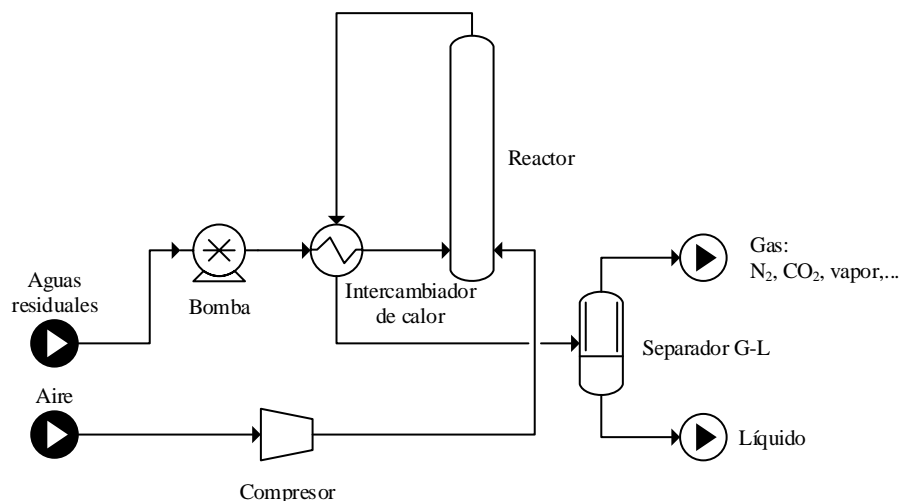 Reactor
Gas:
N₂, CO₂, vapor,...
Aguas
residuales
Bomba
Intercambiador
de calor
Separador G-L
Aire
Líquido
Compresor